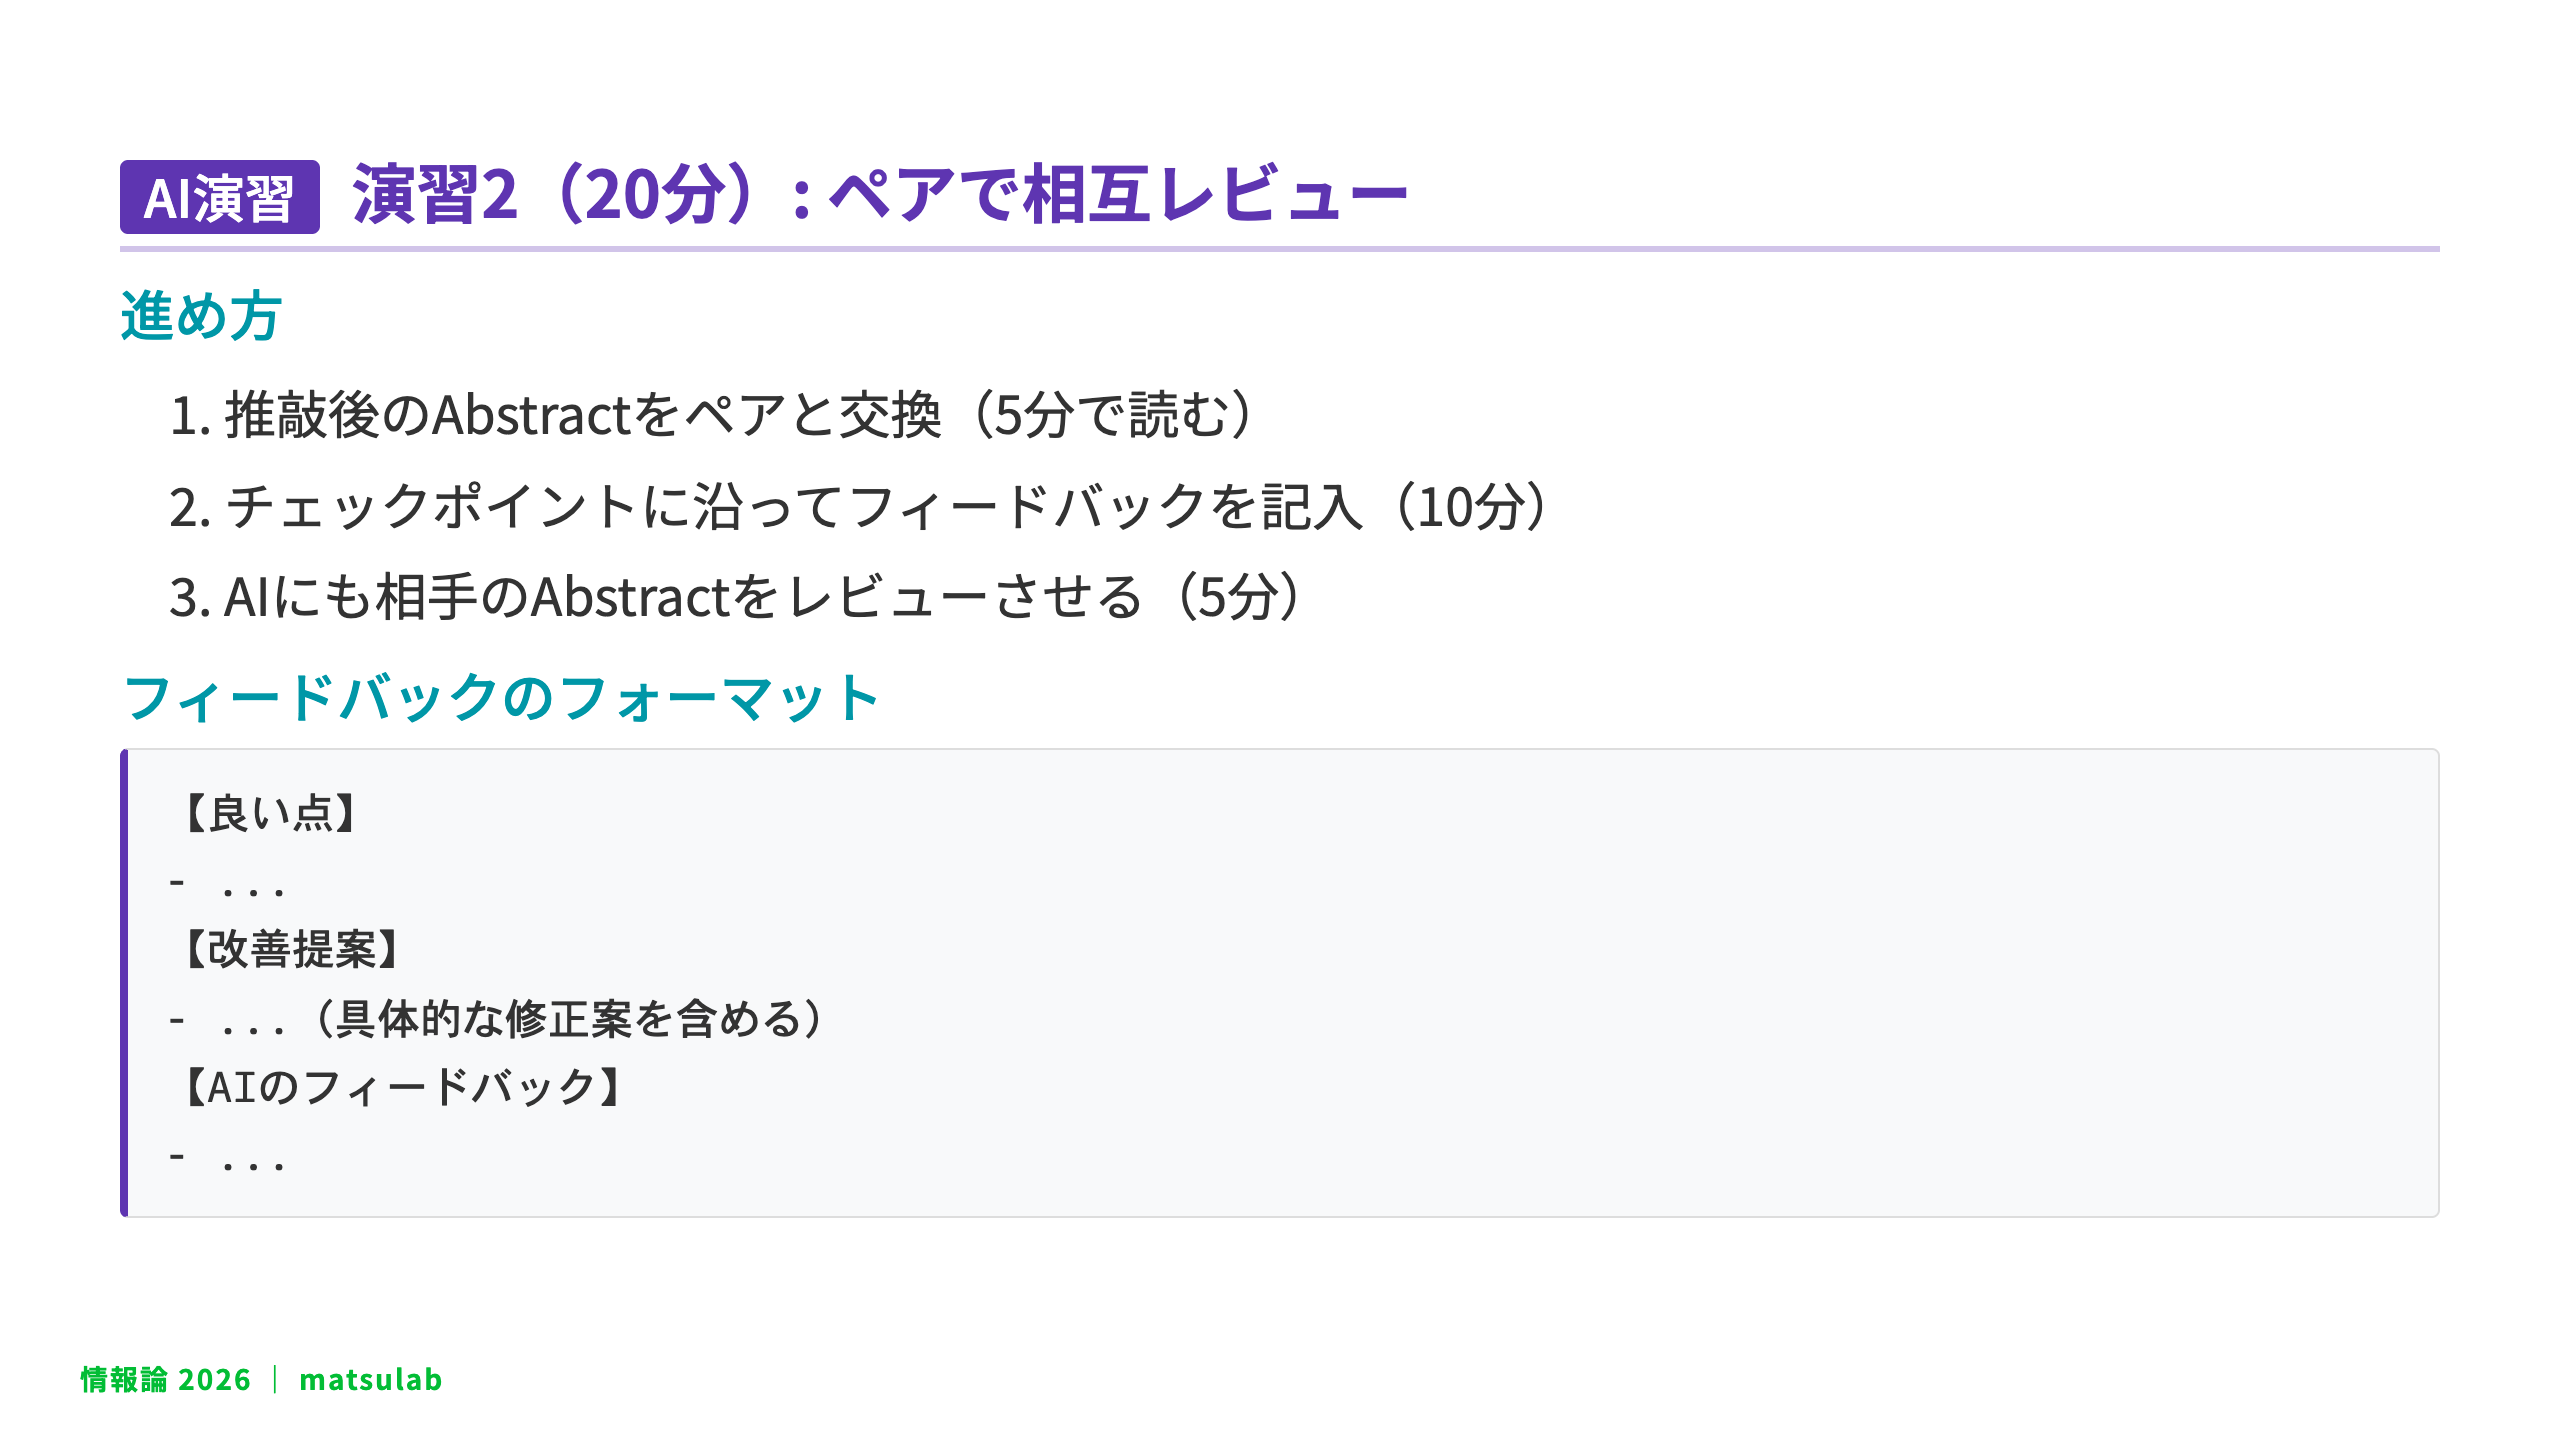 AI演習 演習2（20分）: ペアで相互レビュー
進め方
1. 推敲後のAbstractをペアと交換（5分で読む）
2. チェックポイントに沿ってフィードバックを記入（10分）
3. AIにも相手のAbstractをレビューさせる（5分）
フィードバックのフォーマット
【良い点】
- ...
【改善提案】
- ...（具体的な修正案を含める）
【AIのフィードバック】
- ...
情報論 2026 ｜ matsulab